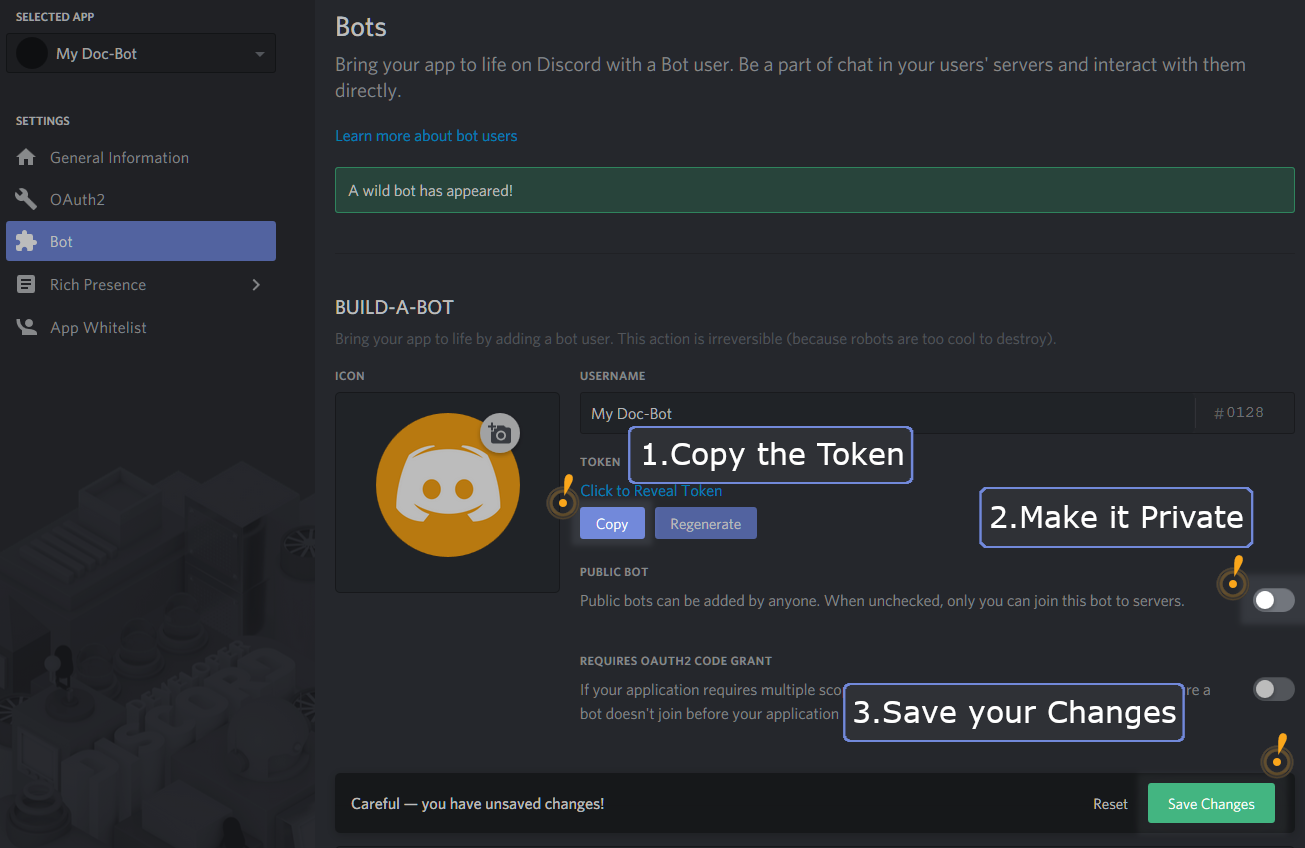 SELECTED APP
My Doc-Bot
SETTINGS
General Information
OAuth2
Bot
Rich Presence
App Whitelist
Bots
Bring your app to life on Discord with a Bot user. Be a part of chat in your users' servers and interact with them
directly.
Learn more about bot users
A wild bot has appeared!
BUILD-A-BOT
Bring your app to life by adding a bot user. This action is irreversible (because robots are too cool to destroy).
ICON
USERNAME
My Doc-Bot #0128
TOKEN
1.Copy the Token
Click to Reveal Token
Copy Regenerate
2.Make it Private
PUBLIC BOT
Public bots can be added by anyone. When unchecked, only you can join this bot to servers.
REQUIRES OAUTH2 CODE GRANT
If your application requires multiple a
bot doesn't join before your application
3.Save your Changes
Careful — you have unsaved changes!
Reset
Save Changes